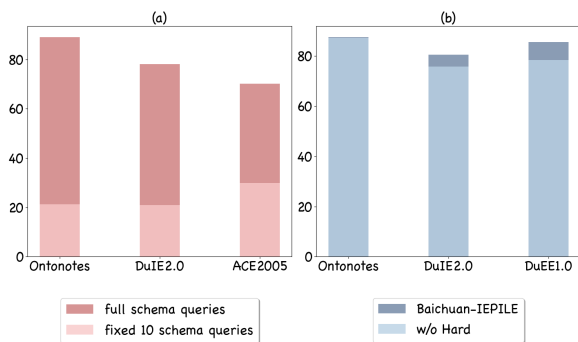 (a)
80
60
40
20
0
Ontonotes DuIE2.0 ACE2005
full schema queries
fixed 10 schema queries
(b)
80
60
40
20
0
Ontonotes DuIE2.0 DuEE1.0
Baichuan-IEPILE
w/o Hard